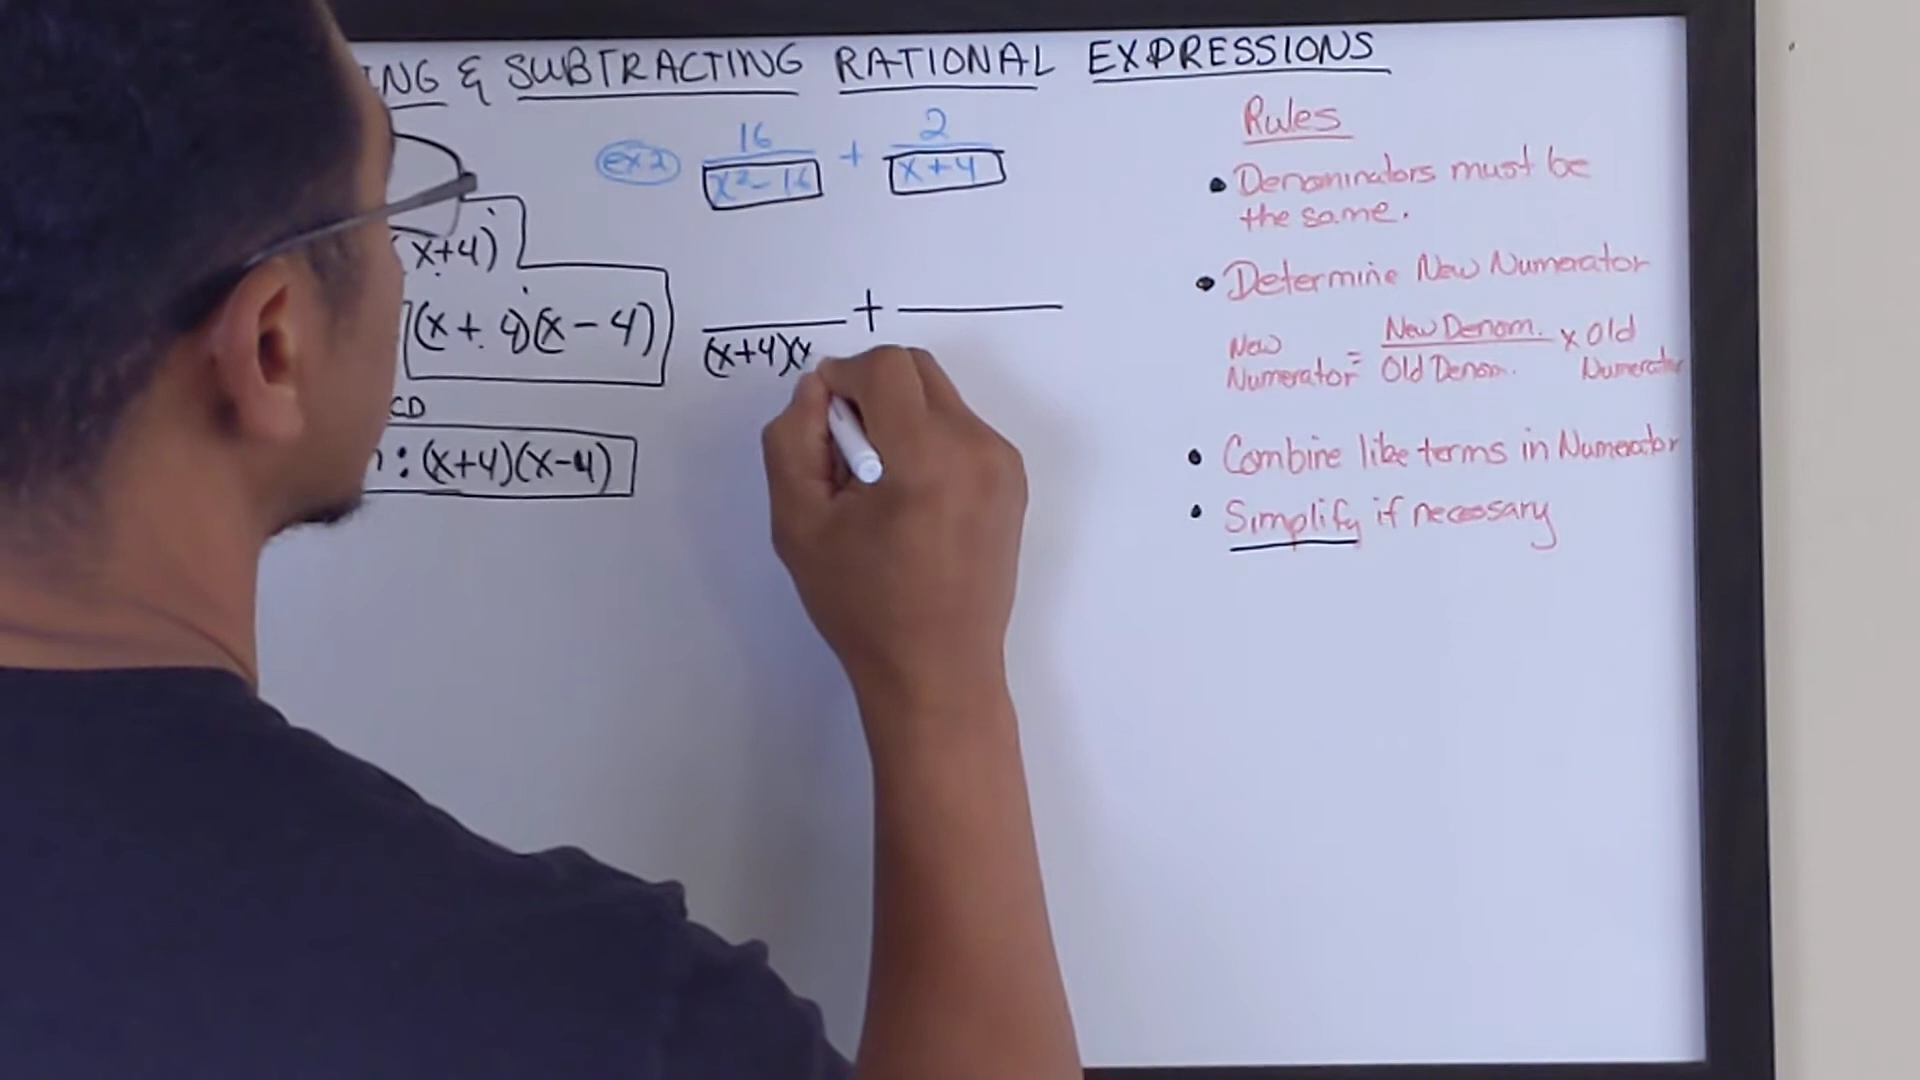 ING & SUBTRACTING RATIONAL EXPRESSIONS
ex 2 16 + 2
x²-16 x+4
(x+4)
(x+4)(x-4)
+
(x+4)(x
CD
: (x+4)(x-4)
Rules
• Denominators must be
the same.
• Determine New Numerator
New Numerator = New Denom. x Old
Old Denom. Numerator
• Combine like terms in Numerator
• Simplify if necessary